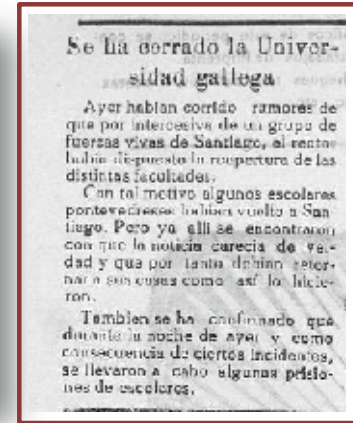 Se ha cerrado la Univer-
sidad gallega
Ayer habían corrido rumores de
que por intercesiva de un grupo de
fuerzas vivas de Santiago, el rector
había dispuesto la reapertura de las
distintas facultades.
Con tal motivo algunos escolares
pontevedreses habían vuelto a San-
tiago. Pero ya allí se encontraron
con que la noticia carecía de ver-
dad y que por tanto debían retor-
nar a sus casas como así lo hicie-
ron.
Tambien se ha confirmado que
durante la noche de ayer y como
consecuencia de ciertos incidentes,
se llevaron a cabo algunas prisio-
nes de escolares.